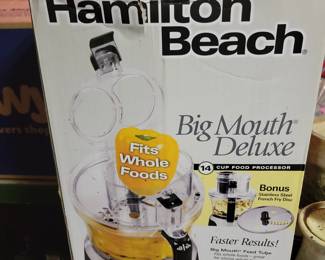 Hamilton
Beach®
Big Mouth®
Deluxe
14 CUP FOOD PROCESSOR
Fits
Whole
Foods
Bonus
Stainless Steel
French Fry Disc
Faster Results!
Big Mouth® Feed Tube